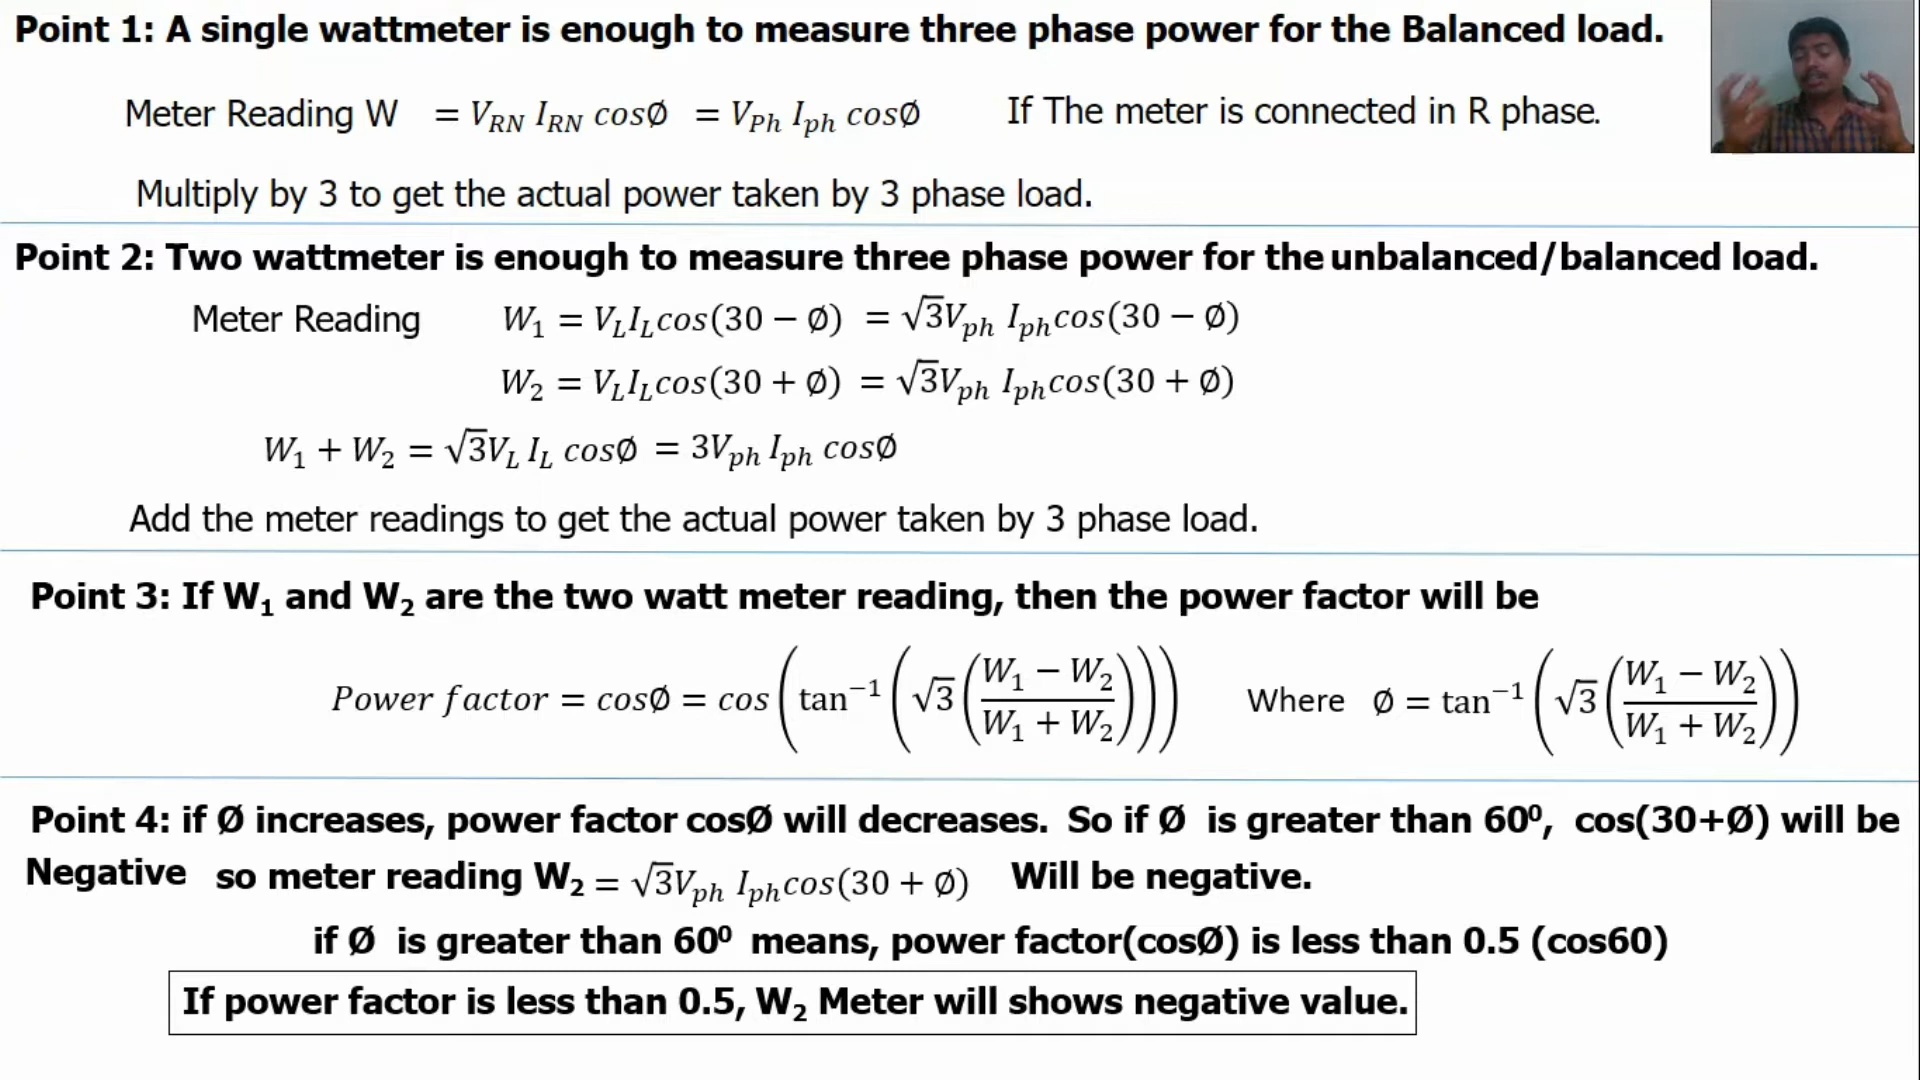 Point 1: A single wattmeter is enough to measure three phase power for the Balanced load.
Meter Reading W = V_RN I_RN cosØ = V_Ph I_ph cosØ If The meter is connected in R phase.
Multiply by 3 to get the actual power taken by 3 phase load.
Point 2: Two wattmeter is enough to measure three phase power for the unbalanced/balanced load.
Meter Reading W₁ = V_L I_L cos(30 − Ø) = √3V_ph I_ph cos(30 − Ø)
W₂ = V_L I_L cos(30 + Ø) = √3V_ph I_ph cos(30 + Ø)
W₁ + W₂ = √3V_L I_L cosØ = 3V_ph I_ph cosØ
Add the meter readings to get the actual power taken by 3 phase load.
Point 3: If W₁ and W₂ are the two watt meter reading, then the power factor will be
Power factor = cosØ = cos(tan⁻¹(√3((W₁ − W₂)/(W₁ + W₂)))) Where Ø = tan⁻¹(√3((W₁ − W₂)/(W₁ + W₂)))
Point 4: if Ø increases, power factor cosØ will decreases. So if Ø is greater than 60⁰, cos(30+Ø) will be
Negative so meter reading W₂ = √3V_ph I_ph cos(30 + Ø) Will be negative.
if Ø is greater than 60⁰ means, power factor(cosØ) is less than 0.5 (cos60)
If power factor is less than 0.5, W₂ Meter will shows negative value.